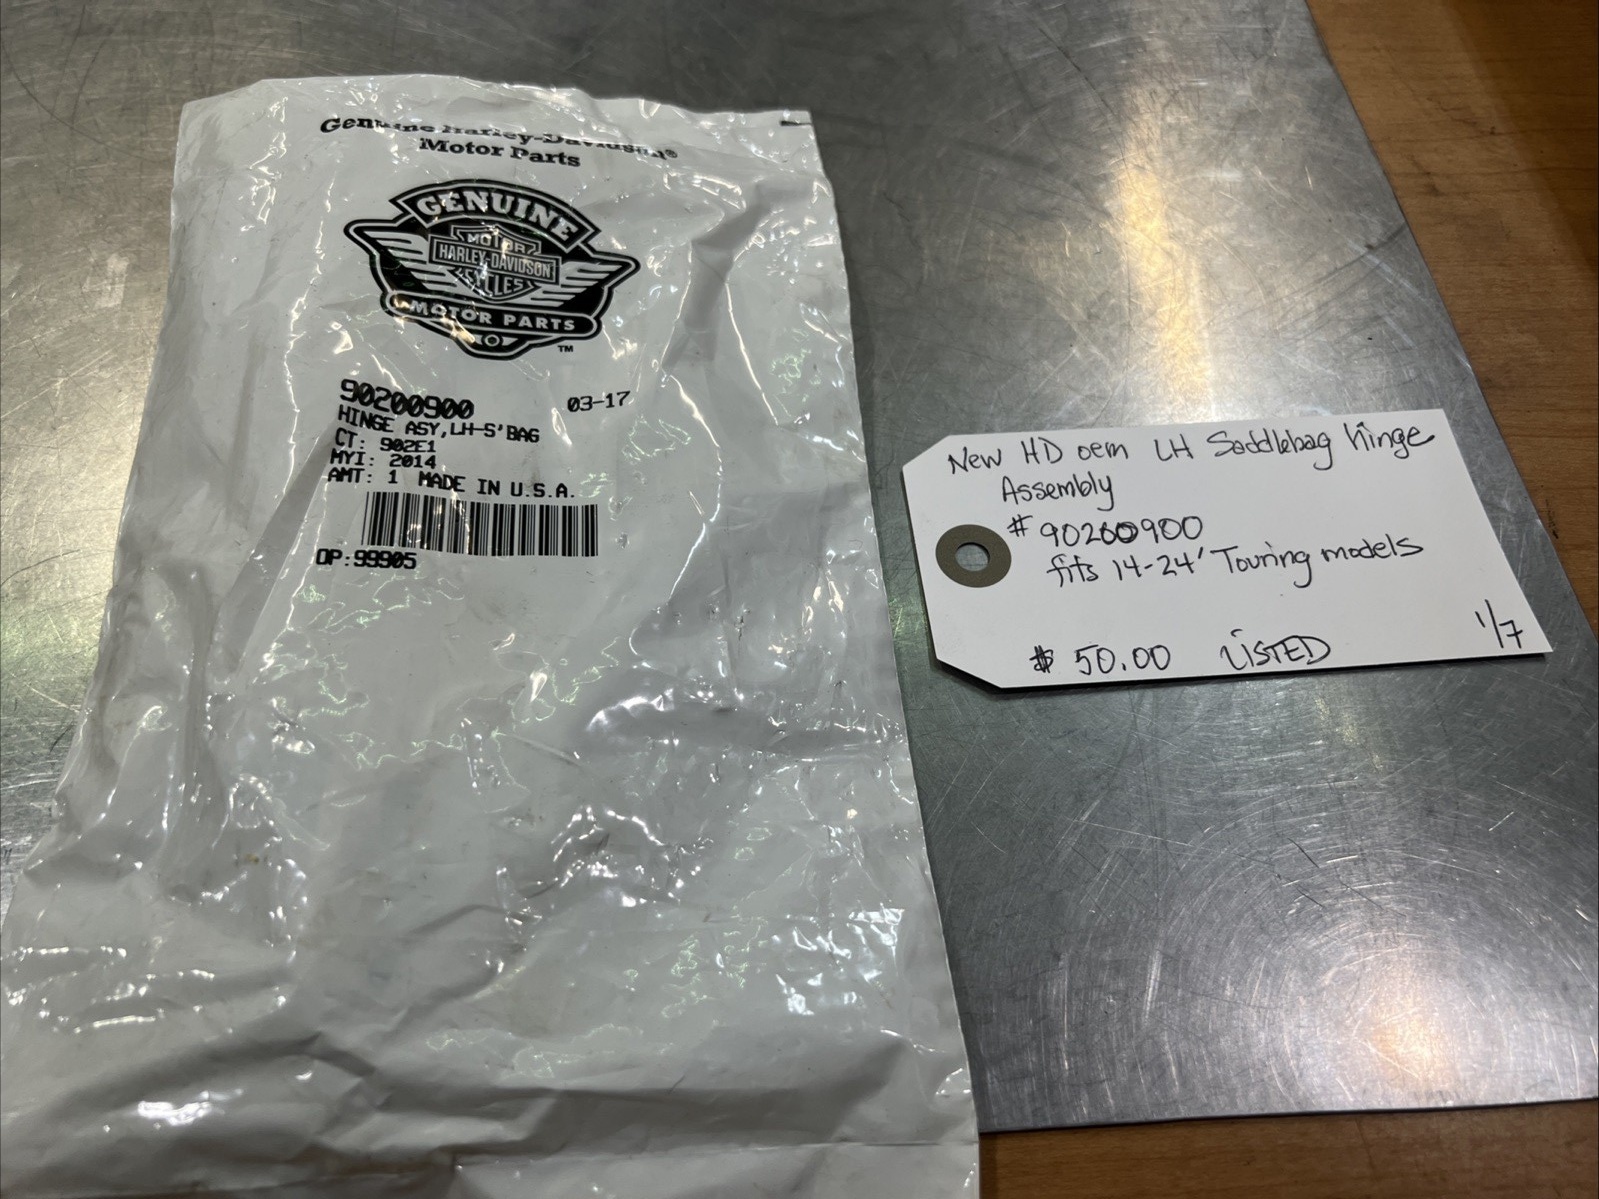 Genuine Harley-Davidson®
Motor Parts
GENUINE
MOTOR
HARLEY-DAVIDSON
CYCLES
MOTOR PARTS
TM
90200900 03-17
HINGE ASY,LH-S'BAG
CT: 902E1
MYI: 2014
AMT: 1 MADE IN U.S.A.
OP:99905
New HD oem LH Saddlebag hinge
Assembly
# 90200900
fits 14-24' Touring models
$ 50.00 LISTED 1/7